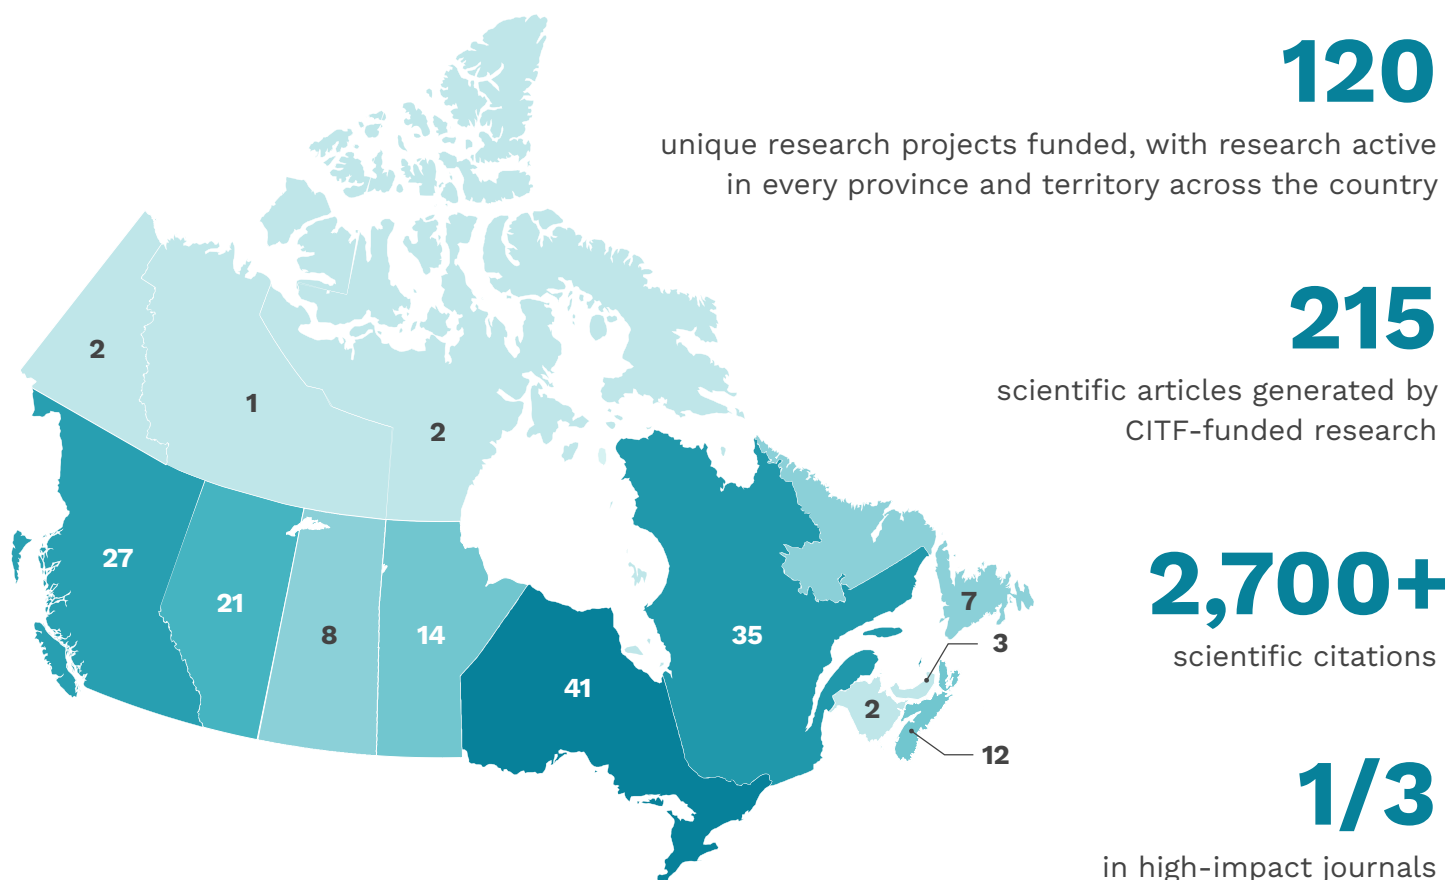 120
unique research projects funded, with research active
in every province and territory across the country
215
scientific articles generated by
CITF-funded research
2,700+
scientific citations
1/3
in high-impact journals
2
1
2
27
21
8
14
41
35
7
3
2
12